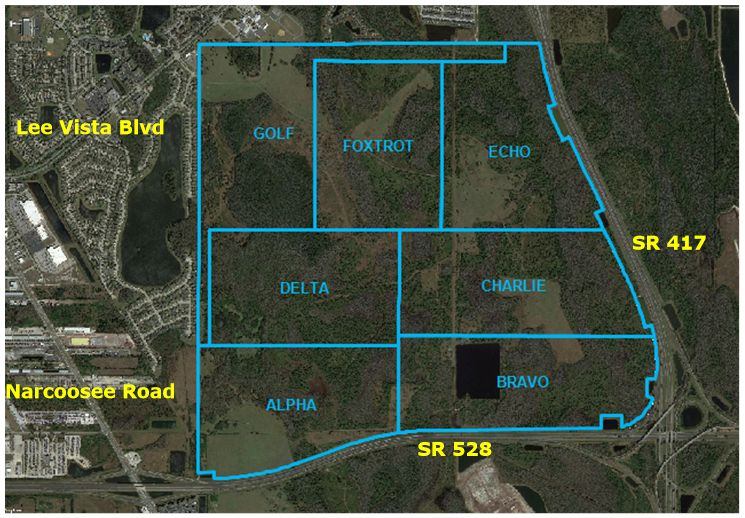 Lee Vista Blvd
GOLF
FOXTROT
ECHO
SR 417
DELTA
CHARLIE
Narcoosee Road
ALPHA
BRAVO
SR 528